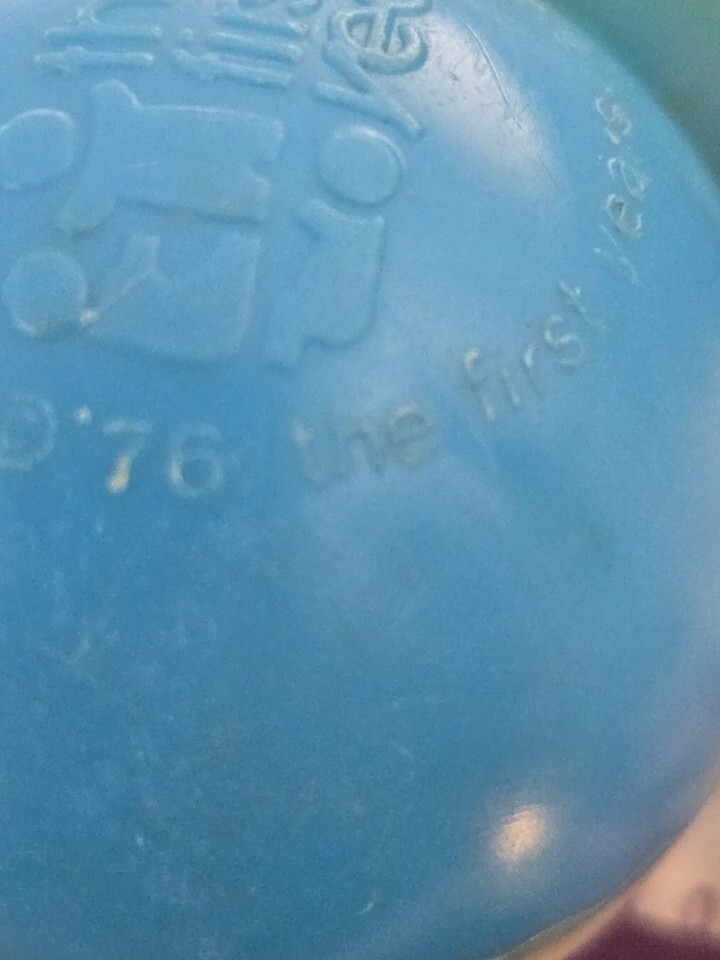 © '76 the first years